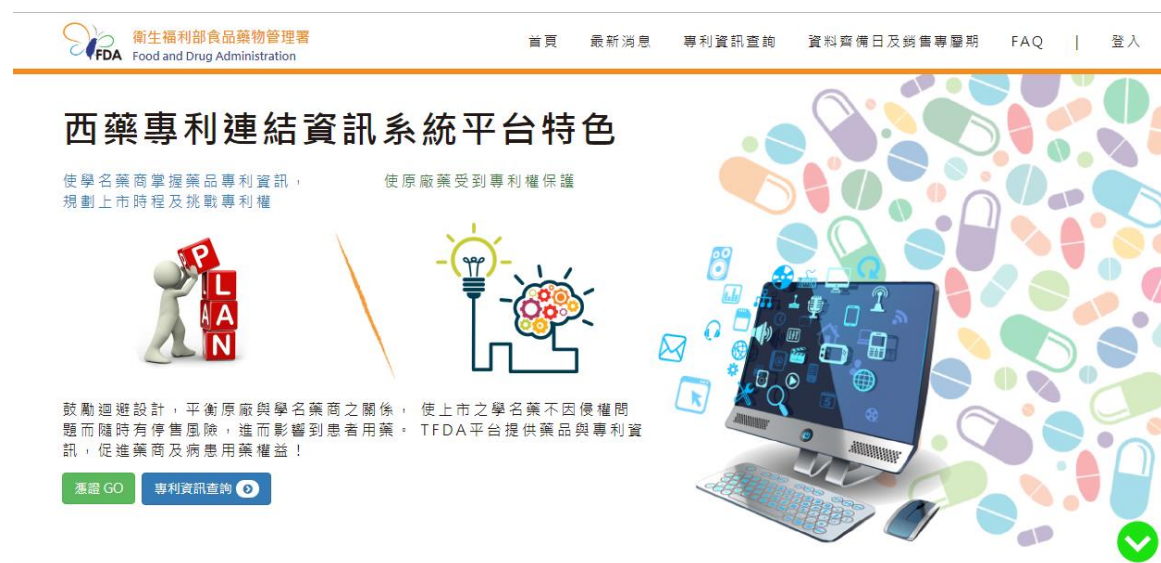 衛生福利部食品藥物管理署
FDA Food and Drug Administration
首頁 最新消息 專利資訊查詢 資料齊備日及銷售專屬期 FAQ | 登入
西藥專利連結資訊系統平台特色
使學名藥商掌握藥品專利資訊，
規劃上市時程及挑戰專利權
使原廠藥受到專利權保護
P
L
A A
N
鼓勵迴避設計，平衡原廠與學名藥商之關係， 使上市之學名藥不因侵權問
題而隨時有停售風險，進而影響到患者用藥。 TFDA平台提供藥品與專利資
訊，促進藥商及病患用藥權益！
憑證 GO 專利資訊查詢